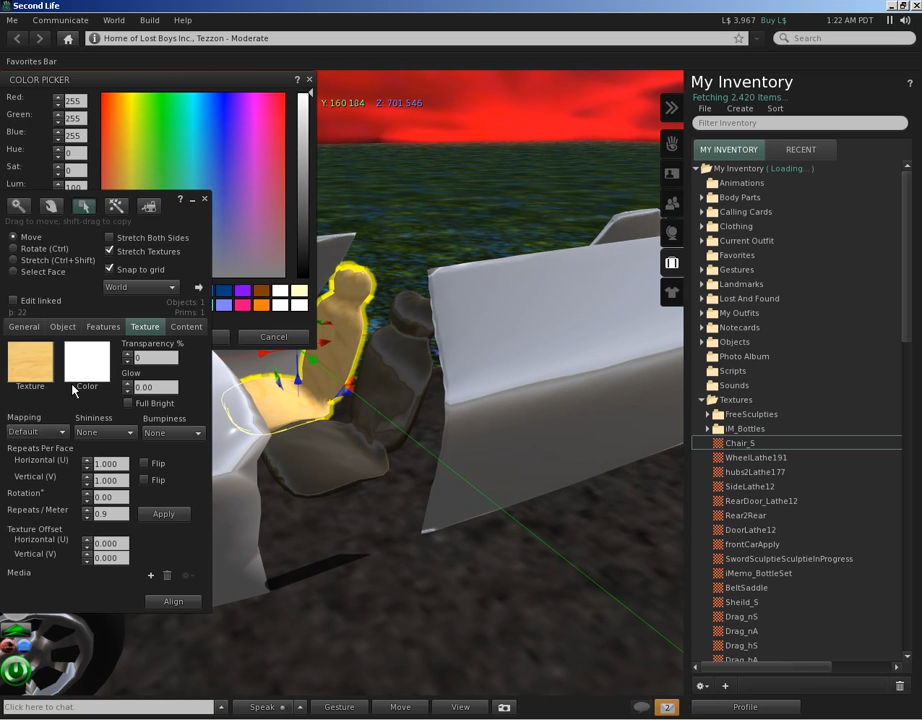 Second Life
Me Communicate World Build Help L$ 3,967 Buy L$ 1:22 AM PDT
Home of Lost Boys Inc., Tezzon - Moderate Search
Favorites Bar
COLOR PICKER ?
Red: 255
Green: 255
Blue: 255
Hue: 0
Sat: 0
Lum: 100
Cancel
Y: 160.184 Z: 701.546
?
Drag to move, shift-drag to copy
Move
Rotate (Ctrl)
Stretch (Ctrl+Shift)
Select Face
Stretch Both Sides
Stretch Textures
Snap to grid
World
Edit linked
Objects: 1
p: 22 Prims: 1
General Object Features Texture Content
Texture
Color
Transparency %
0
Glow
0.00
Full Bright
Mapping Shininess Bumpiness
Default None None
Repeats Per Face
Horizontal (U) 1.000 Flip
Vertical (V) 1.000 Flip
Rotation° 0.00
Repeats / Meter 0.9 Apply
Texture Offset
Horizontal (U) 0.000
Vertical (V) 0.000
Media
Align
My Inventory ?
Fetching 2,420 Items...
File Create Sort
Filter Inventory
MY INVENTORY RECENT
My Inventory ( Loading... )
Animations
Body Parts
Calling Cards
Clothing
Current Outfit
Favorites
Gestures
Landmarks
Lost And Found
My Outfits
Notecards
Objects
Photo Album
Scripts
Sounds
Textures
FreeSculpties
iM_Bottles
Chair_S
WheelLathe191
hubs2Lathe177
SideLathe12
RearDoor_Lathe12
Rear2Rear
DoorLathe12
frontCarApply
SwordSculptieSculptieInProgress
iMemo_BottleSet
BeltSaddle
Sheild_S
Drag_nS
Drag_nA
Drag_hS
Drag_hA
Click here to chat Speak Gesture Move View 2 Profile